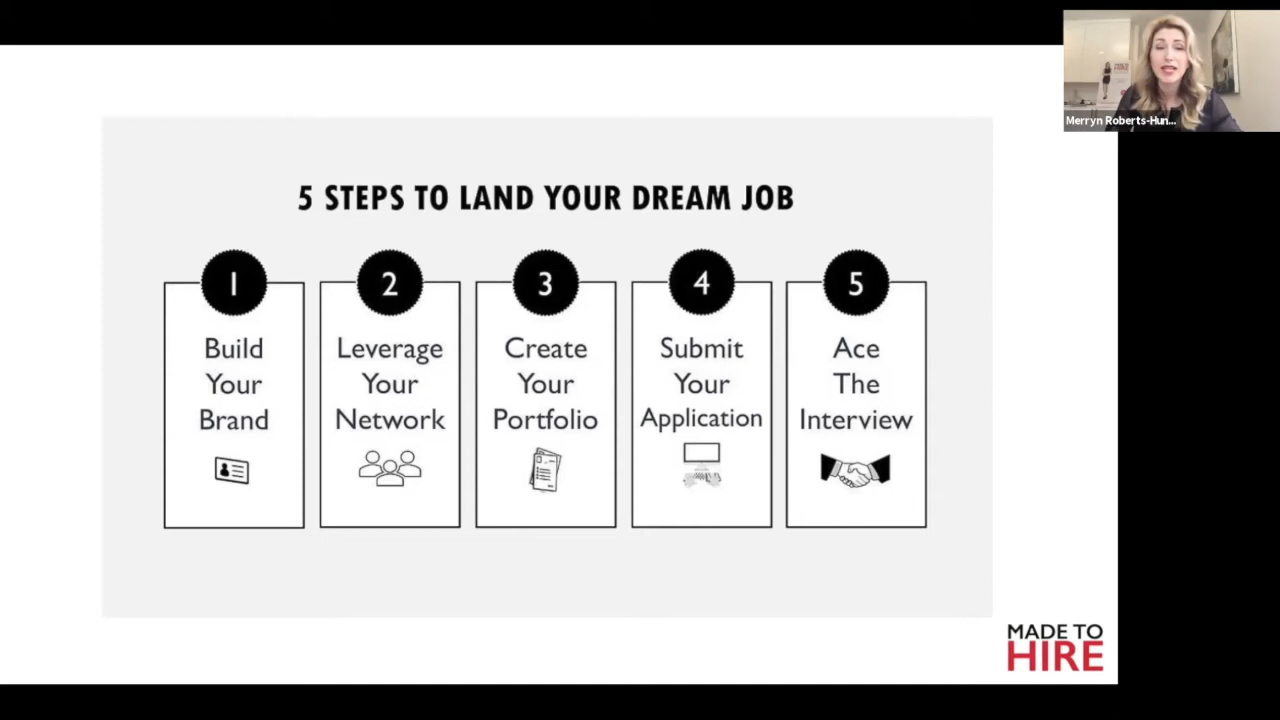 Merryn Roberts-Hun...
5 STEPS TO LAND YOUR DREAM JOB
1
Build
Your
Brand
2
Leverage
Your
Network
3
Create
Your
Portfolio
4
Submit
Your
Application
5
Ace
The
Interview
MADE TO
HIRE